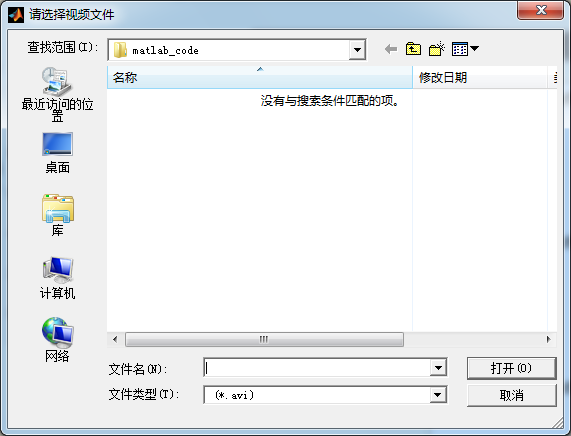 请选择视频文件
查找范围(I):
matlab_code
名称
修改日期
没有与搜索条件匹配的项。
最近访问的位
置
桌面
库
计算机
网络
文件名(N):
打开(O)
文件类型(T):
(*.avi)
取消